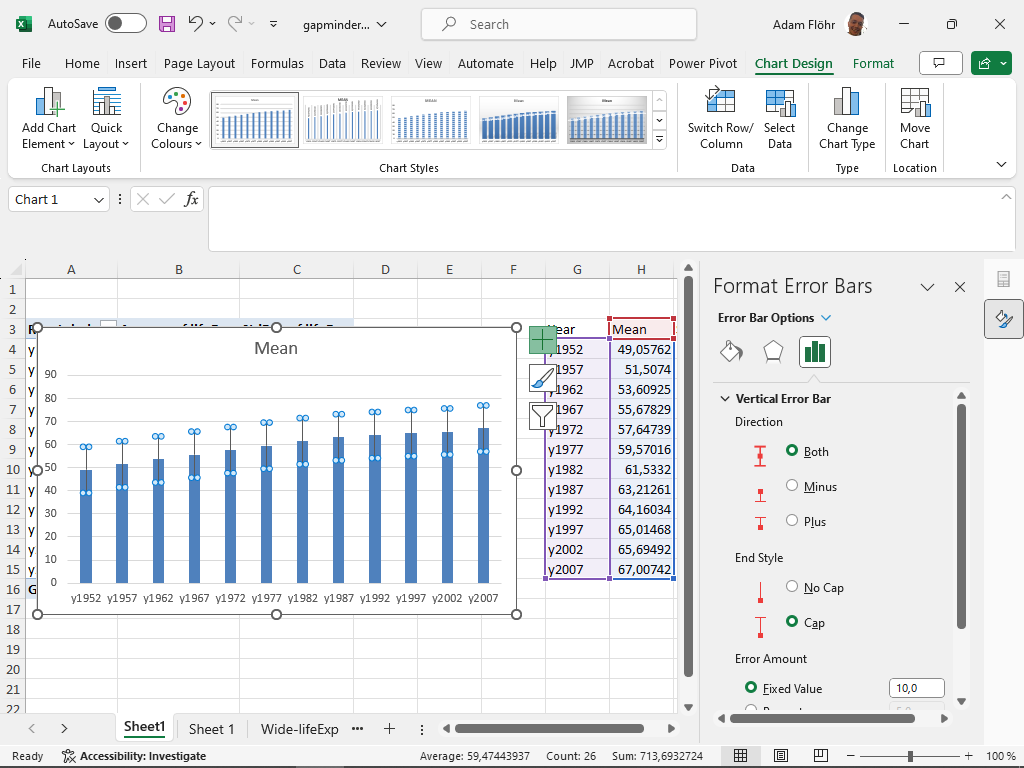 AutoSave
gapminder...
Search
Adam Flöhr
File Home Insert Page Layout Formulas Data Review View Automate Help JMP Acrobat Power Pivot Chart Design Format
Add Chart Element
Quick Layout
Chart Layouts
Change Colours
Chart Styles
Switch Row/ Column
Select Data
Data
Change Chart Type
Type
Move Chart
Location
Chart 1
fx
A B C D E F G H
1
2
3 Year Mean
4 y y1952 49,05762
5 y y1957 51,5074
6 y y1962 53,60925
7 y y1967 55,67829
8 y y1972 57,64739
9 y y1977 59,57016
10 y y1982 61,5332
11 y y1987 63,21261
12 y y1992 64,16034
13 y y1997 65,01468
14 y y2002 65,69492
15 y y2007 67,00742
16 G
17
18
19
20
21
22
Mean
90
80
70
60
50
40
30
20
10
0
y1952 y1957 y1962 y1967 y1972 y1977 y1982 y1987 y1992 y1997 y2002 y2007
Format Error Bars
Error Bar Options
Vertical Error Bar
Direction
Both
Minus
Plus
End Style
No Cap
Cap
Error Amount
Fixed Value 10,0
Sheet1 Sheet 1 Wide-lifeExp ...
Ready Accessibility: Investigate Average: 59,47443937 Count: 26 Sum: 713,6932724 100 %